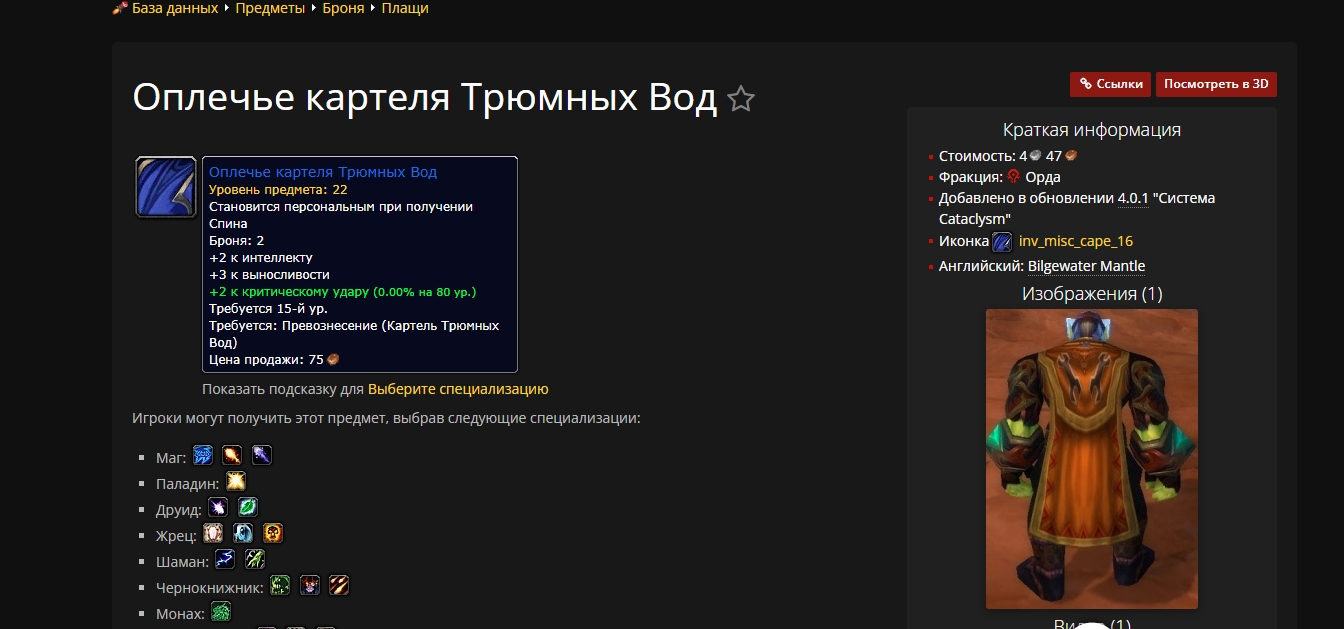 База данных Предметы Броня Плащи
Оплечье картеля Трюмных Вод
Ссылки Посмотреть в 3D
Оплечье картеля Трюмных Вод
Уровень предмета: 22
Становится персональным при получении
Спина
Броня: 2
+2 к интеллекту
+3 к выносливости
+2 к критическому удару (0.00% на 80 ур.)
Требуется 15-й ур.
Требуется: Превознесение (Картель Трюмных
Вод)
Цена продажи: 75
Показать подсказку для Выберите специализацию
Игроки могут получить этот предмет, выбрав следующие специализации:
Маг:
Паладин:
Друид:
Жрец:
Шаман:
Чернокнижник:
Монах:
Краткая информация
Стоимость: 4 47
Фракция: Орда
Добавлено в обновлении 4.0.1 "Система
Cataclysm"
Иконка inv_misc_cape_16
Английский: Bilgewater Mantle
Изображения (1)